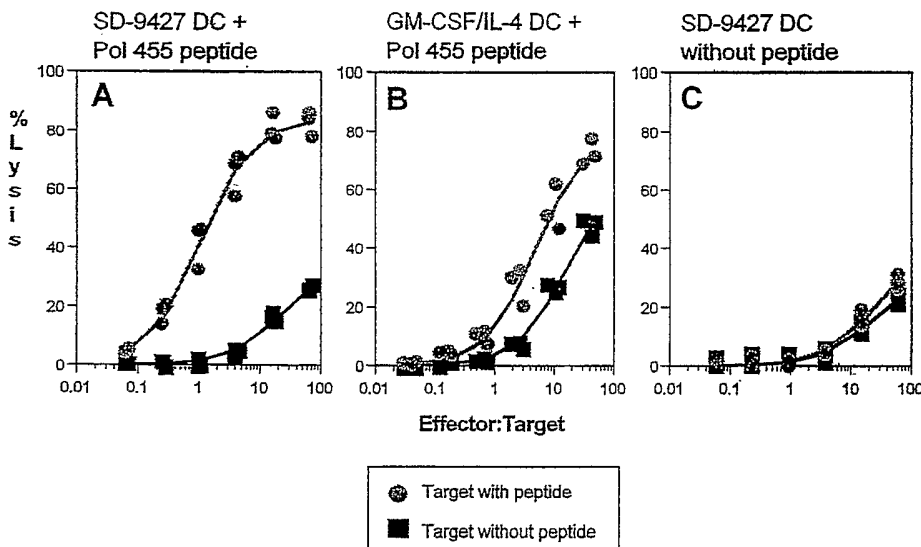 SD-9427 DC +
Pol 455 peptide
GM-CSF/IL-4 DC +
Pol 455 peptide
SD-9427 DC
without peptide
A
B
C
%Lysis
100
80
60
40
20
0
100
80
60
40
20
0
100
80
60
40
20
0
0.01 0.1 1 10 100
0.01 0.1 1 10 100
0.01 0.1 1 10 100
Effector:Target
Target with peptide
Target without peptide